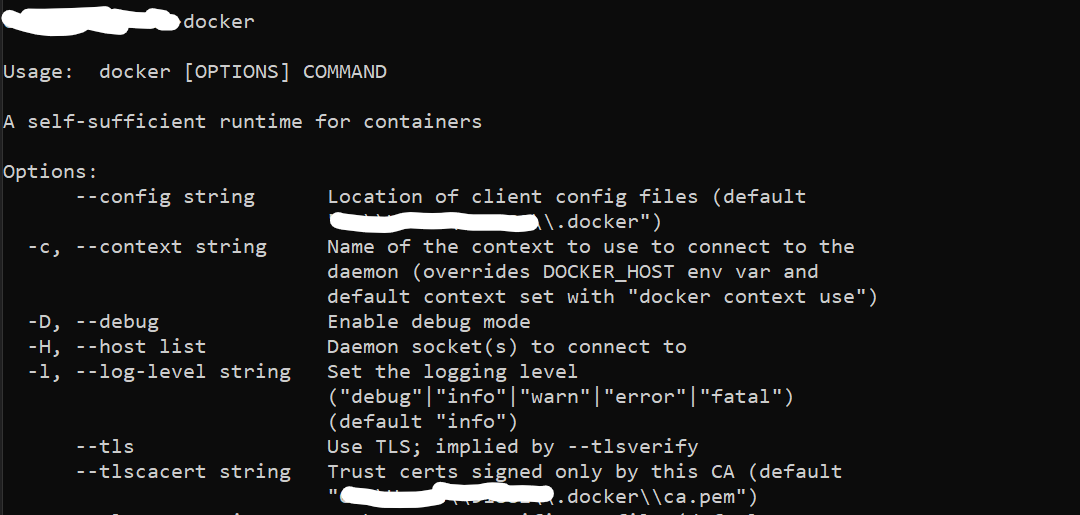 docker
Usage:  docker [OPTIONS] COMMAND
A self-sufficient runtime for containers
Options:
      --config string      Location of client config files (default
                           \\.docker")
  -c, --context string     Name of the context to use to connect to the
                           daemon (overrides DOCKER_HOST env var and
                           default context set with "docker context use")
  -D, --debug              Enable debug mode
  -H, --host list          Daemon socket(s) to connect to
  -l, --log-level string   Set the logging level
                           ("debug"|"info"|"warn"|"error"|"fatal")
                           (default "info")
      --tls                Use TLS; implied by --tlsverify
      --tlscacert string   Trust certs signed only by this CA (default
                           ".docker\\ca.pem")